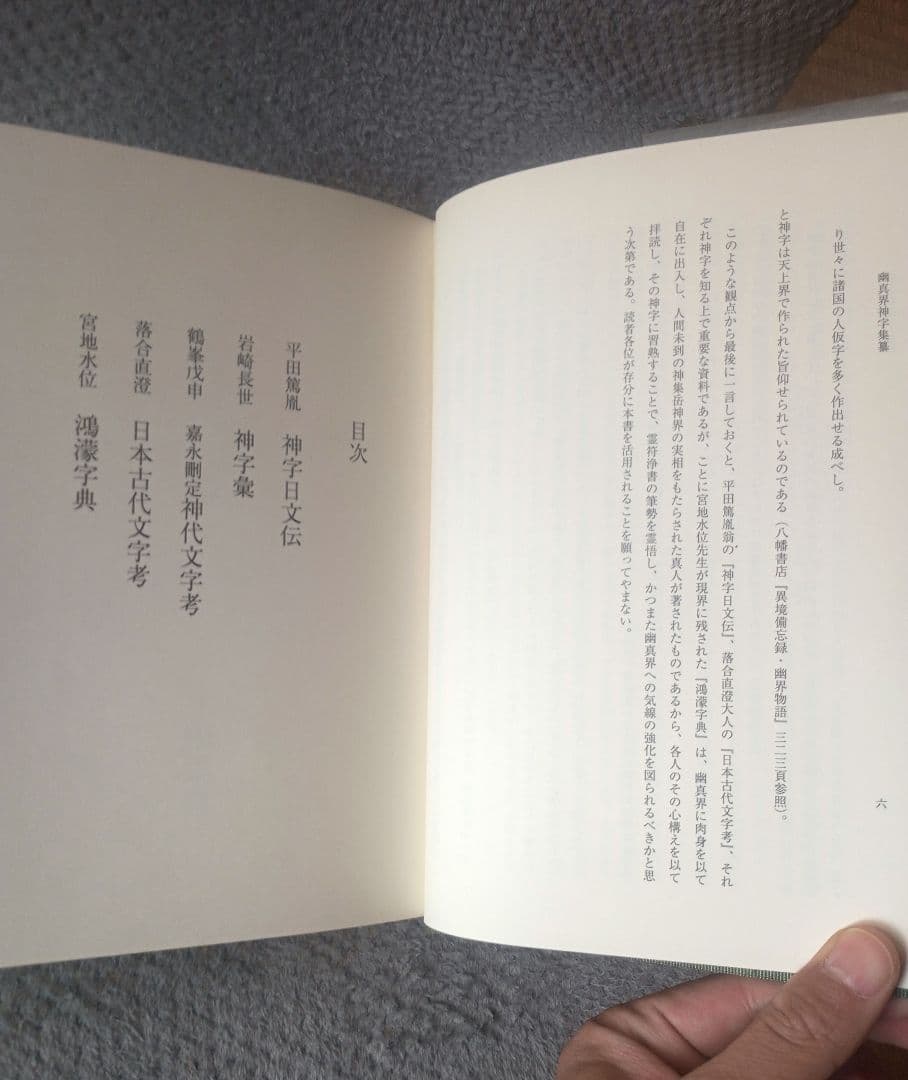 幽真界神字集纂
六
り世々に諸国の人仮字を多く作出せる成べし。
と神字は天上界で作られた旨仰せられているのである（八幡書店『異境備忘録・幽界物語』三二三頁参照）。
このような観点から最後に一言しておくと、平田篤胤翁の『神字日文伝』、落合直澄大人の『日本古代文字考』、それ
ぞれ神字を知る上で重要な資料であるが、ことに宮地水位先生が現界に残された『鴻濛字典』は、幽真界に肉身を以て
自在に出入し、人間未到の神集岳神界の実相をもたらされた真人が著されたものであるから、各人のその心構えを以て
拝読し、その神字に習熟することで、霊符浄書の筆勢を霊悟し、かつまた幽真界への気線の強化を図られるべきかと思
う次第である。読者各位が存分に本書を活用されることを願ってやまない。
目次
平田篤胤　神字日文伝
岩崎長世　神字彙
鶴峯戊申　嘉永刪定神代文字考
落合直澄　日本古代文字考
宮地水位　鴻濛字典